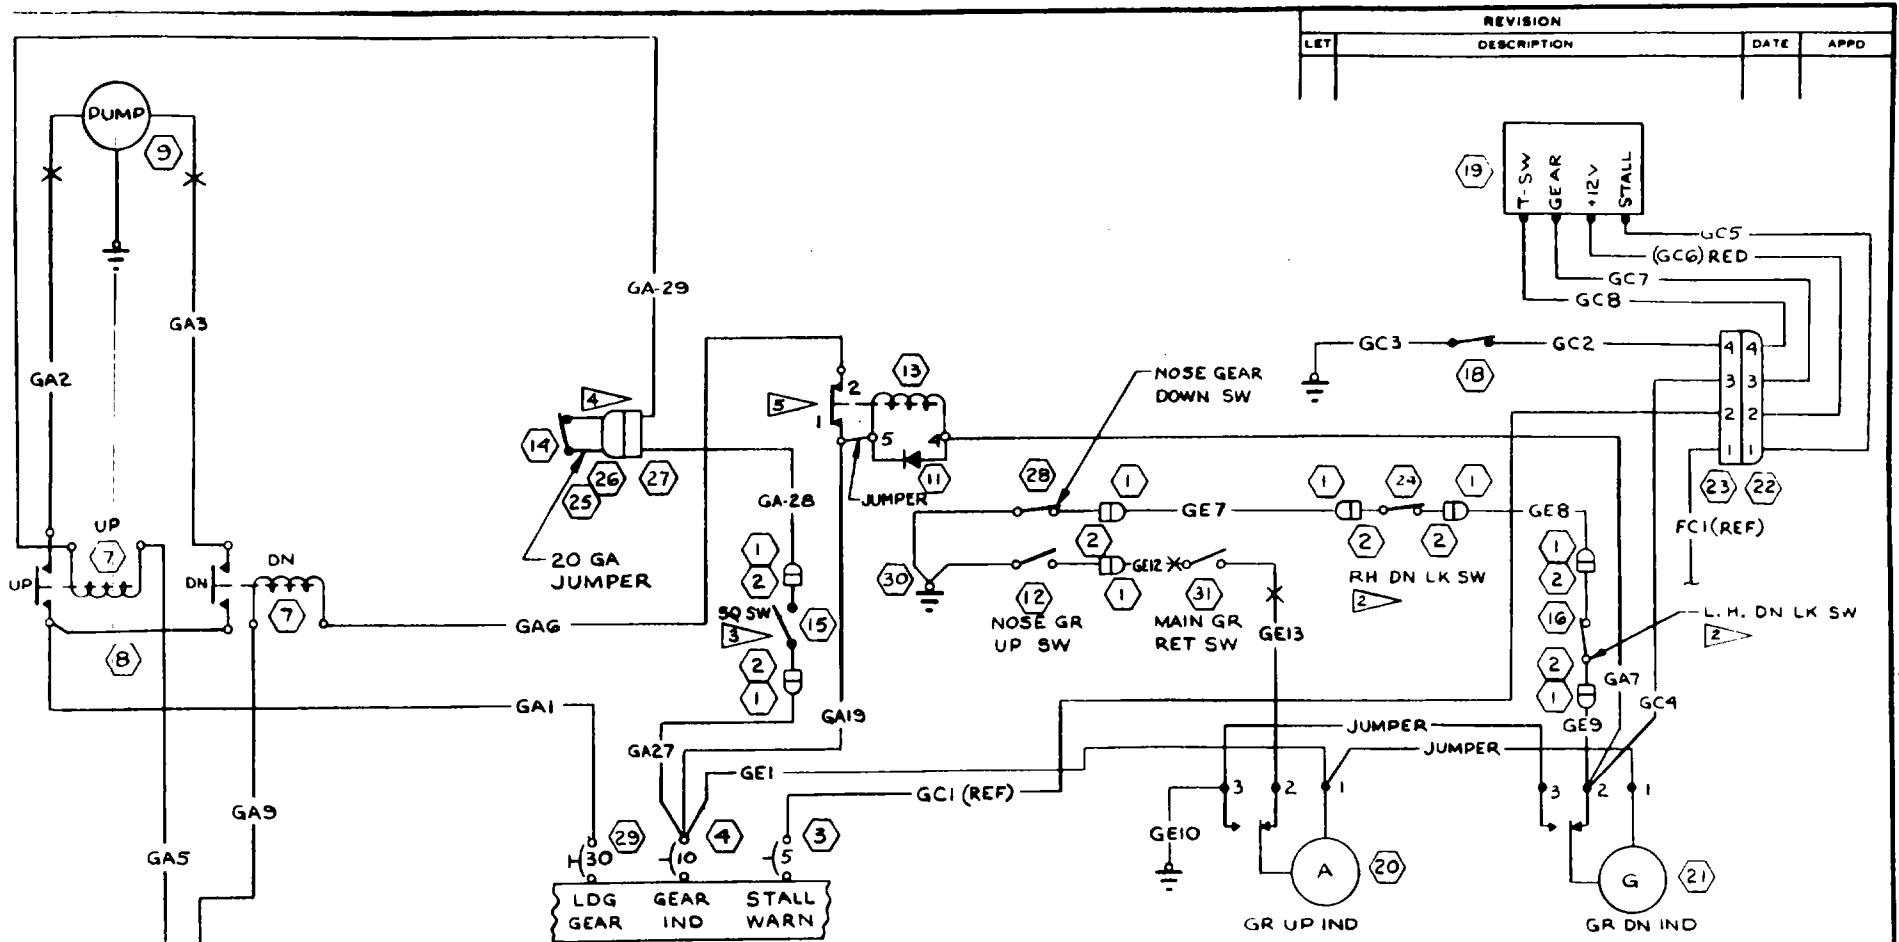 REVISION
LET DESCRIPTION DATE APPD
PUMP
9
19
T-SW
GEAR
+12V
STALL
GC5
(GC6) RED
GC7
GC8
GA-29
GA3
GA2
GC3
GC2
18
4 4
3 3
2 2
1 1
23 22
FC1 (REF)
NOSE GEAR
DOWN SW
13
5
2
1
5 4
11
JUMPER
4
14
26
25
27
20 GA
JUMPER
GA-28
28
1
GE7
1
1
GE8
2
2
2
30
12
NOSE GR
UP SW
1
GE12
31
MAIN GR
RET SW
GE13
RH DN LK SW
2
1
2
16
L.H. DN LK SW
2
2
1
GE9
GA7
GC4
UP
7
UP
DN
DN
7
8
GA6
1
2
SQ SW
3
15
2
1
GA1
GA27
GA19
GE1
GC1 (REF)
JUMPER
JUMPER
3 2 1
3 2 1
GE10
A
20
GR UP IND
G
21
GR DN IND
GA9
GA5
30
29
10
4
5
3
LDG
GEAR
GEAR
IND
STALL
WARN